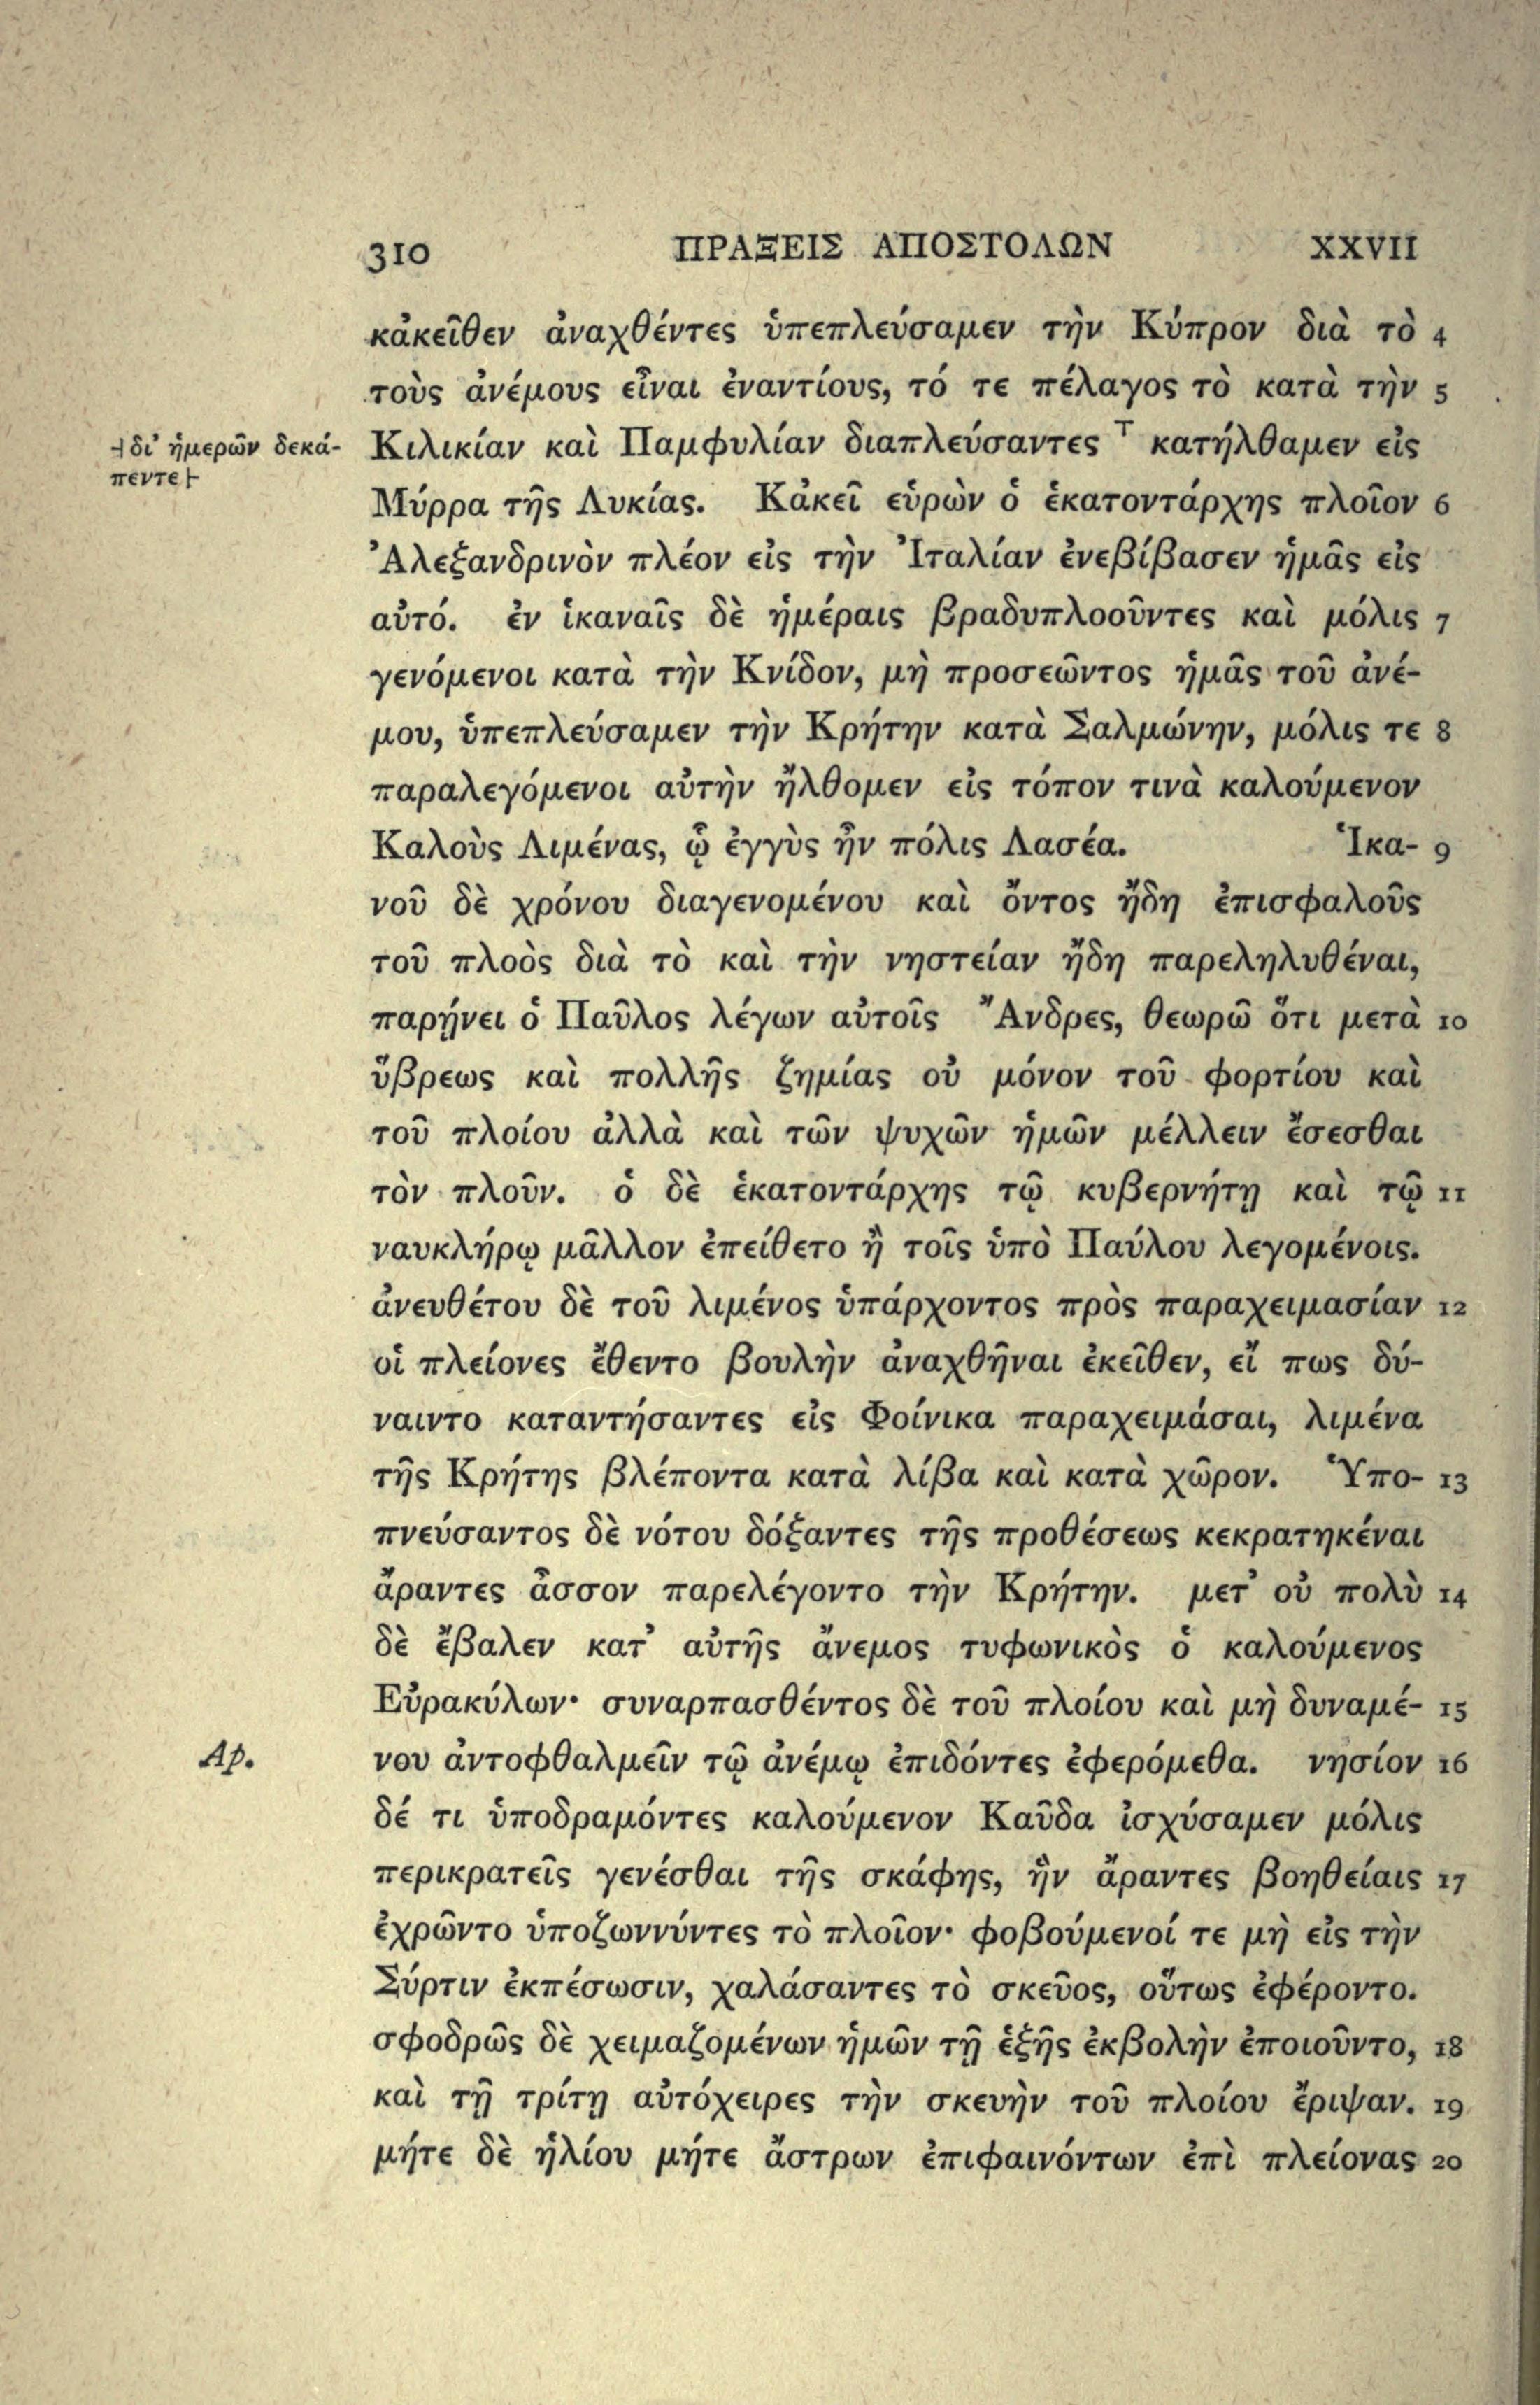 310 ΠΡΑΞΕΙΣ ΑΠΟΣΤΟΛΩΝ XXVII
κἀκεῖθεν ἀναχθέντες ὑπεπλεύσαμεν τὴν Κύπρον διὰ τὸ 4
τοὺς ἀνέμους εἶναι ἐναντίους, τό τε πέλαγος τὸ κατὰ τὴν 5
⊣δι’ ἡμερῶν δεκά- Κιλικίαν καὶ Παμφυλίαν διαπλεύσαντες ⊤ κατήλθαμεν εἰς
πεντε⊢
Μύρρα τῆς Λυκίας. Κἀκεῖ εὑρὼν ὁ ἑκατοντάρχης πλοῖον 6
Ἀλεξανδρινὸν πλέον εἰς τὴν Ἰταλίαν ἐνεβίβασεν ἡμᾶς εἰς
αὐτό. ἐν ἱκαναῖς δὲ ἡμέραις βραδυπλοοῦντες καὶ μόλις 7
γενόμενοι κατὰ τὴν Κνίδον, μὴ προσεῶντος ἡμᾶς τοῦ ἀνέ-
μου, ὑπεπλεύσαμεν τὴν Κρήτην κατὰ Σαλμώνην, μόλις τε 8
παραλεγόμενοι αὐτὴν ἤλθομεν εἰς τόπον τινὰ καλούμενον
Καλοὺς Λιμένας, ᾧ ἐγγὺς ἦν πόλις Λασέα. Ἱκα- 9
νοῦ δὲ χρόνου διαγενομένου καὶ ὄντος ἤδη ἐπισφαλοῦς
τοῦ πλοὸς διὰ τὸ καὶ τὴν νηστείαν ἤδη παρεληλυθέναι,
παρῄνει ὁ Παῦλος λέγων αὐτοῖς Ἄνδρες, θεωρῶ ὅτι μετὰ 10
ὕβρεως καὶ πολλῆς ζημίας οὐ μόνον τοῦ φορτίου καὶ
τοῦ πλοίου ἀλλὰ καὶ τῶν ψυχῶν ἡμῶν μέλλειν ἔσεσθαι
τὸν πλοῦν. ὁ δὲ ἑκατοντάρχης τῷ κυβερνήτῃ καὶ τῷ 11
ναυκλήρῳ μᾶλλον ἐπείθετο ἢ τοῖς ὑπὸ Παύλου λεγομένοις.
ἀνευθέτου δὲ τοῦ λιμένος ὑπάρχοντος πρὸς παραχειμασίαν 12
οἱ πλείονες ἔθεντο βουλὴν ἀναχθῆναι ἐκεῖθεν, εἴ πως δύ-
ναιντο καταντήσαντες εἰς Φοίνικα παραχειμάσαι, λιμένα
τῆς Κρήτης βλέποντα κατὰ λίβα καὶ κατὰ χῶρον. Ὑπο- 13
πνεύσαντος δὲ νότου δόξαντες τῆς προθέσεως κεκρατηκέναι
ἄραντες ἆσσον παρελέγοντο τὴν Κρήτην. μετ’ οὐ πολὺ 14
δὲ ἔβαλεν κατ’ αὐτῆς ἄνεμος τυφωνικὸς ὁ καλούμενος
Εὐρακύλων· συναρπασθέντος δὲ τοῦ πλοίου καὶ μὴ δυναμέ- 15
Ap. νου ἀντοφθαλμεῖν τῷ ἀνέμῳ ἐπιδόντες ἐφερόμεθα. νησίον 16
δέ τι ὑποδραμόντες καλούμενον Καῦδα ἰσχύσαμεν μόλις
περικρατεῖς γενέσθαι τῆς σκάφης, ἣν ἄραντες βοηθείαις 17
ἐχρῶντο ὑποζωννύντες τὸ πλοῖον· φοβούμενοί τε μὴ εἰς τὴν
Σύρτιν ἐκπέσωσιν, χαλάσαντες τὸ σκεῦος, οὕτως ἐφέροντο.
σφοδρῶς δὲ χειμαζομένων ἡμῶν τῇ ἑξῆς ἐκβολὴν ἐποιοῦντο, 18
καὶ τῇ τρίτῃ αὐτόχειρες τὴν σκευὴν τοῦ πλοίου ἔριψαν. 19
μήτε δὲ ἡλίου μήτε ἄστρων ἐπιφαινόντων ἐπὶ πλείονας 20